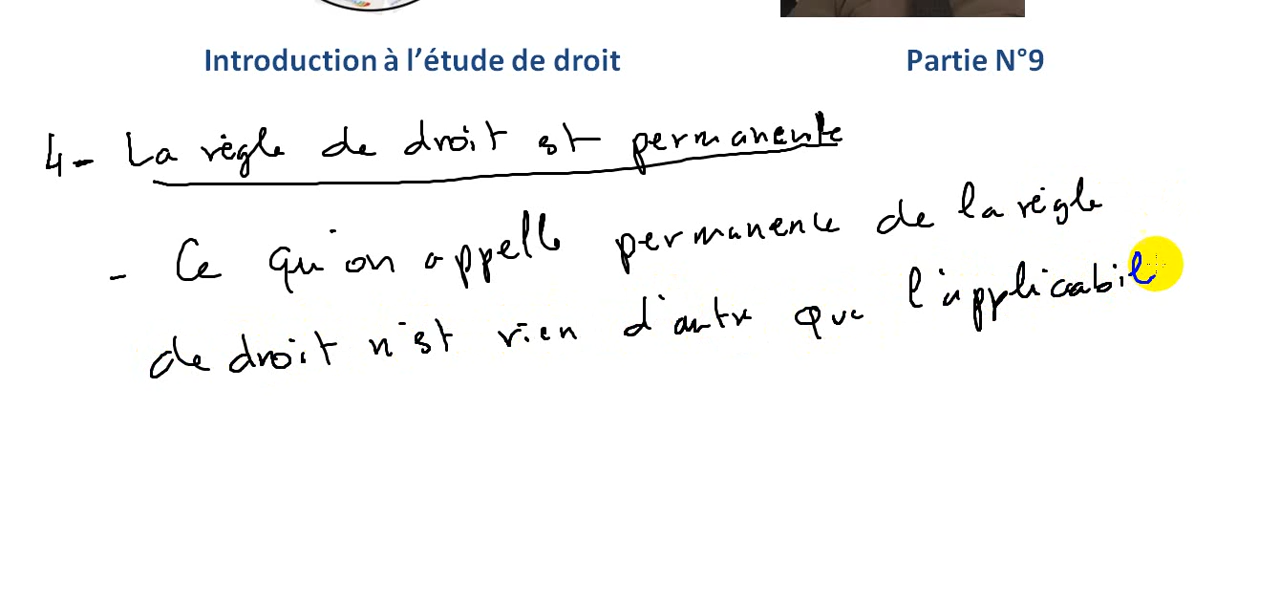 Introduction à l'étude de droit Partie N°9
4- La règle de droit est permanente
- Ce qu'on appelle permanence de la règle
de droit n'est rien d'autre que l'applicabil